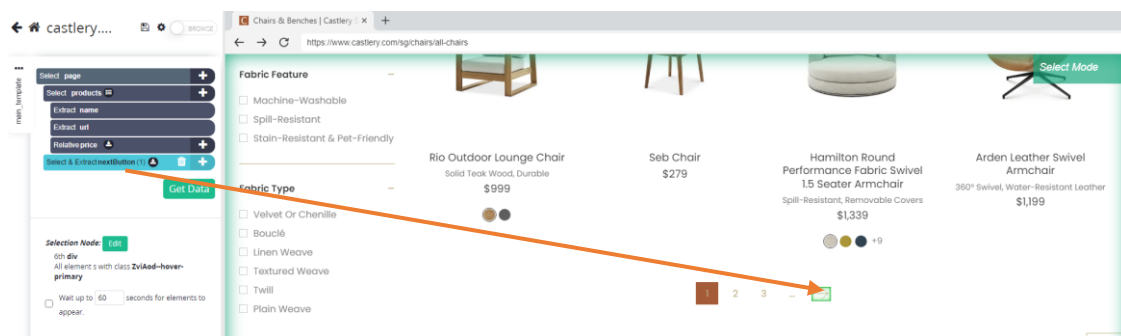 castlery....
BROWSE
Chairs & Benches | Castlery S
https://www.castlery.com/sg/chairs/all-chairs
main_template
Select page
Select products
Extract name
Extract url
Relative price
Select & Extract nextButton (1)
Get Data
Selection Node: Edit
6th div
All element s with class ZviAod--hover-
primary
Wait up to 60 seconds for elements to
appear.
Select Mode
Fabric Feature
Machine-Washable
Spill-Resistant
Stain-Resistant & Pet-Friendly
Fabric Type
Velvet Or Chenille
Bouclé
Linen Weave
Textured Weave
Twill
Plain Weave
Rio Outdoor Lounge Chair
Solid Teak Wood, Durable
$999
Seb Chair
$279
Hamilton Round
Performance Fabric Swivel
1.5 Seater Armchair
Spill-Resistant, Removable Covers
$1,339
+9
Arden Leather Swivel
Armchair
360° Swivel, Water-Resistant Leather
$1,199
1 2 3 ...